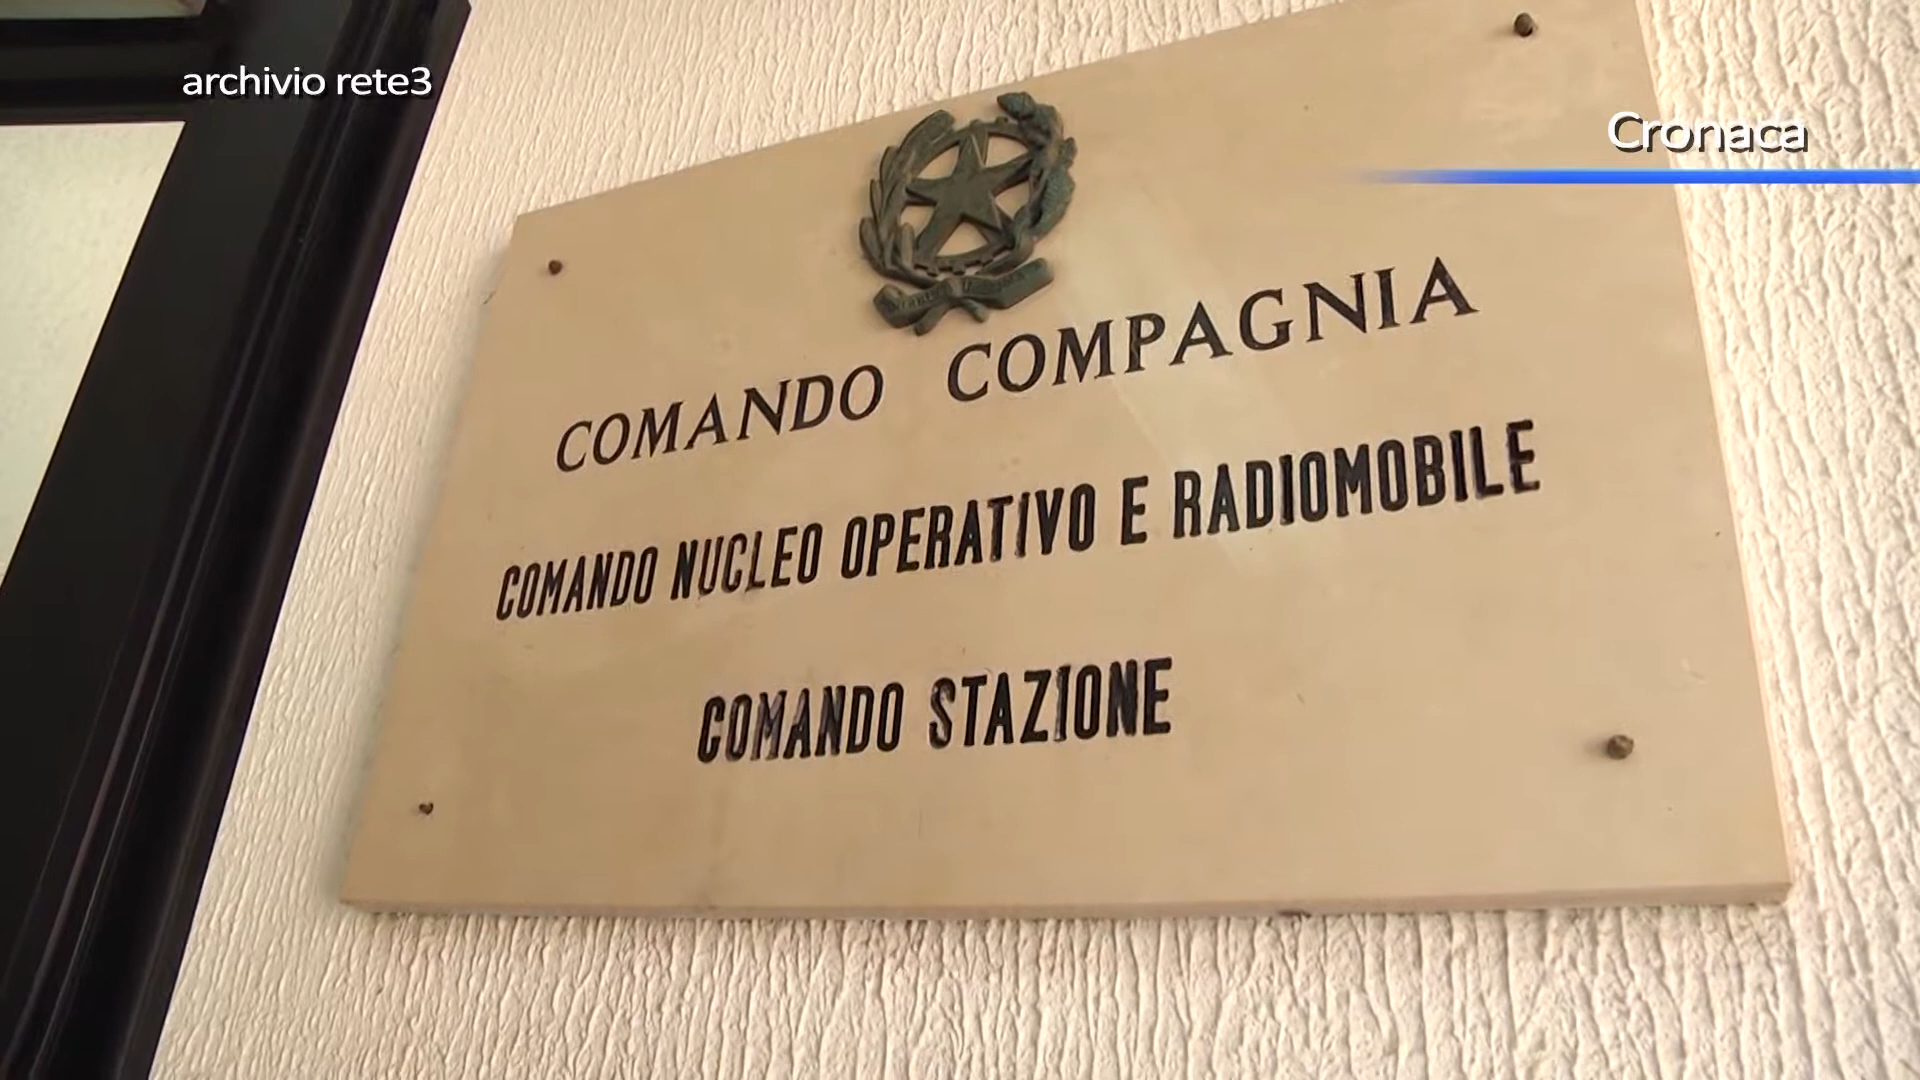 archivio rete3
Cronaca
COMANDO COMPAGNIA
COMANDO NUCLEO OPERATIVO E RADIOMOBILE
COMANDO STAZIONE